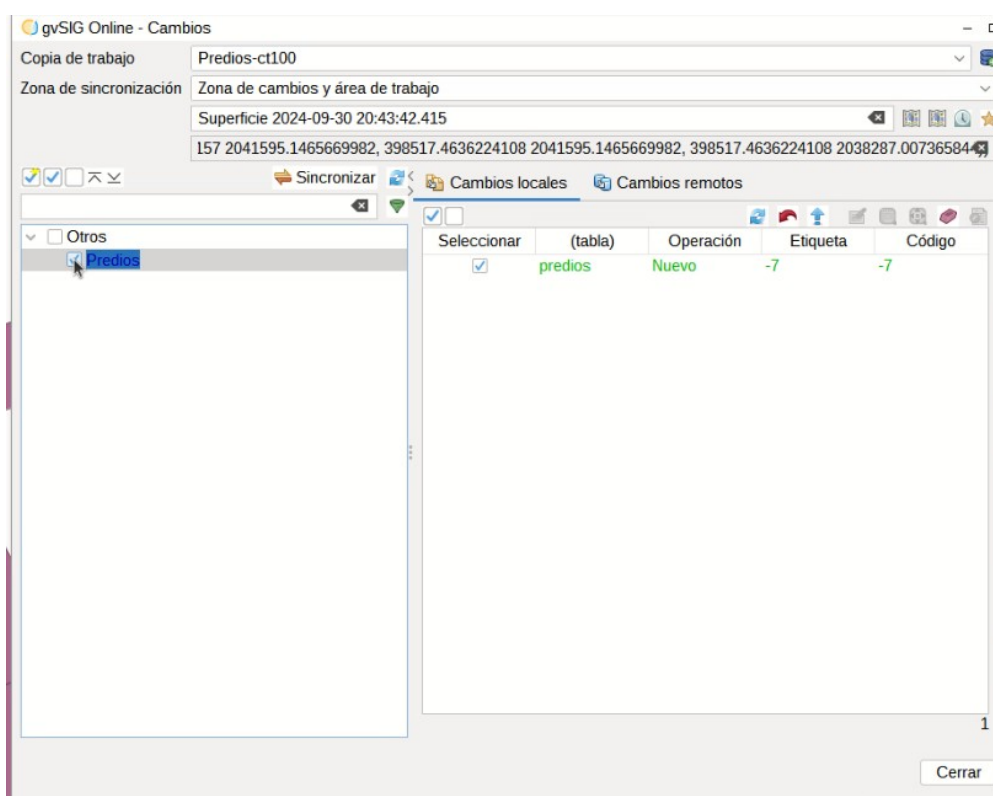 gvSIG Online - Cambios
Copia de trabajo Predios-ct100
Zona de sincronización Zona de cambios y área de trabajo
Superficie 2024-09-30 20:43:42.415
157 2041595.1465669982, 398517.4636224108 2041595.1465669982, 398517.4636224108 2038287.00736584
Sincronizar
Cambios locales Cambios remotos
Otros
Predios
Seleccionar (tabla) Operación Etiqueta Código
predios Nuevo -7 -7
1
Cerrar